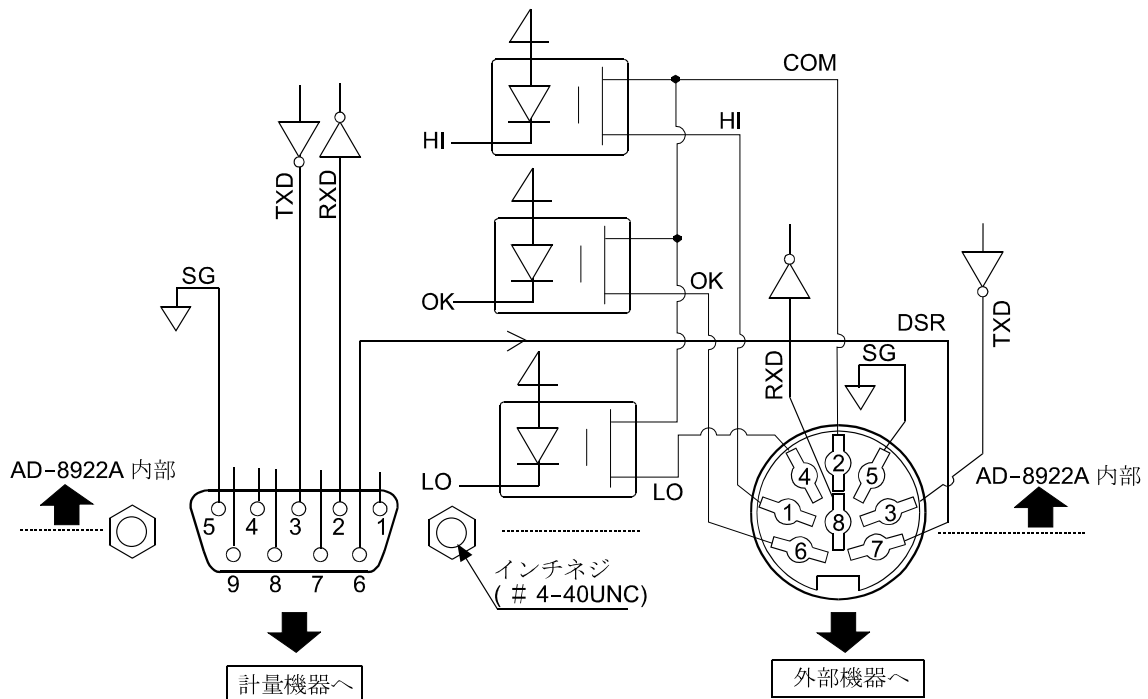 COM
HI
HI
TXD
RXD
SG
OK
OK
DSR
TXD
RXD
SG
AD-8922A 内部
LO
LO
AD-8922A 内部
5 4 3 2 1
9 8 7 6
4 2 5
1 8 3
6 7
インチネジ
( # 4-40UNC)
計量機器へ
外部機器へ